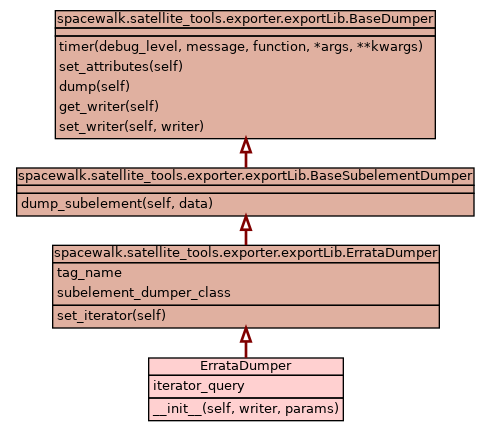 spacewalk.satellite_tools.exporter.exportLib.BaseDumper
timer(debug_level, message, function, *args, **kwargs)
set_attributes(self)
dump(self)
get_writer(self)
set_writer(self, writer)
spacewalk.satellite_tools.exporter.exportLib.BaseSubelementDumper
dump_subelement(self, data)
spacewalk.satellite_tools.exporter.exportLib.ErrataDumper
tag_name
subelement_dumper_class
set_iterator(self)
ErrataDumper
iterator_query
__init__(self, writer, params)